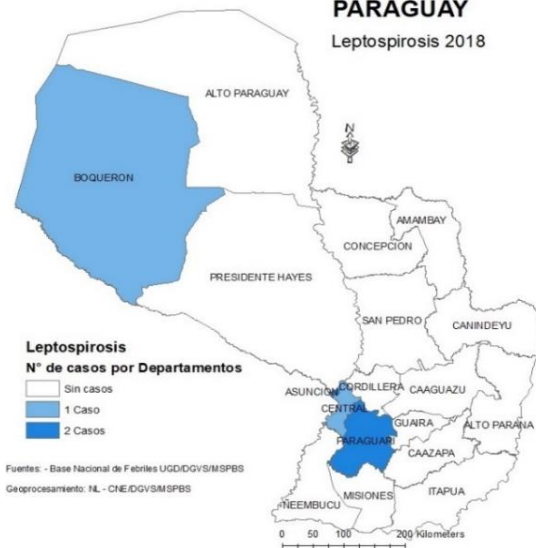 PARAGUAY
Leptospirosis 2018
ALTO PARAGUAY
N
BOQUERON
AMAMBAY
CONCEPCION
PRESIDENTE HAYES
SAN PEDRO
CANINDEYU
Leptospirosis
N° de casos por Departamentos
Sin casos
1 Caso
2 Casos
ASUNCION
CORDILLERA
CAAGUAZU
CENTRAL
GUAIRA
ALTO PARANA
PARAGUARI
CAAZAPA
Fuentes: - Base Nacional de Febriles UGD/DGVS/MSPBS
Geoprocesamiento: NL - CNE/DGVS/MSPBS
MISIONES
ITAPUA
ÑEEMBUCU
0 50 100 200 Kilometers